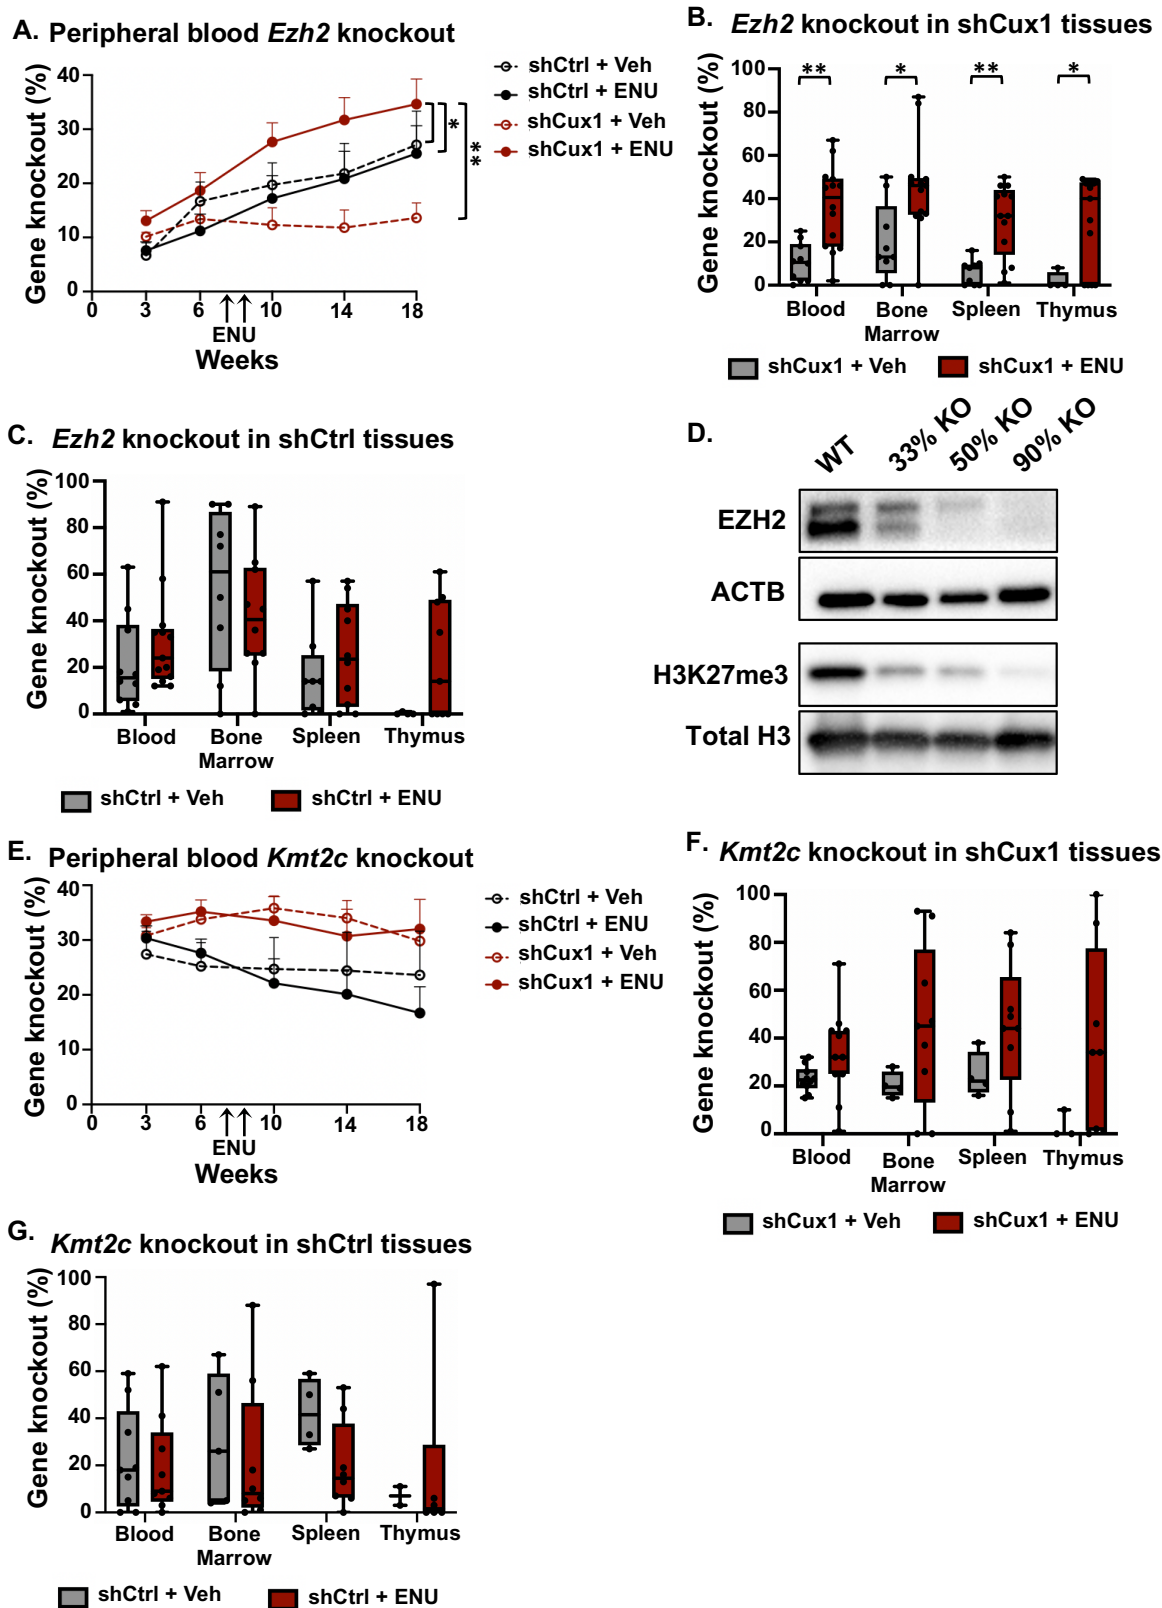 A. Peripheral blood Ezh2 knockout
Gene knockout (%)
40
30
20
10
0
0 3 6 10 14 18
ENU
Weeks
shCtrl + Veh
shCtrl + ENU
shCux1 + Veh
shCux1 + ENU
*
**
B. Ezh2 knockout in shCux1 tissues
Gene knockout (%)
100
80
60
40
20
0
** * ** *
Blood Bone Marrow Spleen Thymus
shCux1 + Veh shCux1 + ENU
C. Ezh2 knockout in shCtrl tissues
Gene knockout (%)
100
80
60
40
20
0
Blood Bone Marrow Spleen Thymus
shCtrl + Veh shCtrl + ENU
D.
WT 33% KO 50% KO 90% KO
EZH2
ACTB
H3K27me3
Total H3
E. Peripheral blood Kmt2c knockout
Gene knockout (%)
40
30
20
10
0
0 3 6 10 14 18
ENU
Weeks
shCtrl + Veh
shCtrl + ENU
shCux1 + Veh
shCux1 + ENU
F. Kmt2c knockout in shCux1 tissues
Gene knockout (%)
100
80
60
40
20
0
Blood Bone Marrow Spleen Thymus
shCux1 + Veh shCux1 + ENU
G. Kmt2c knockout in shCtrl tissues
Gene knockout (%)
100
80
60
40
20
0
Blood Bone Marrow Spleen Thymus
shCtrl + Veh shCtrl + ENU